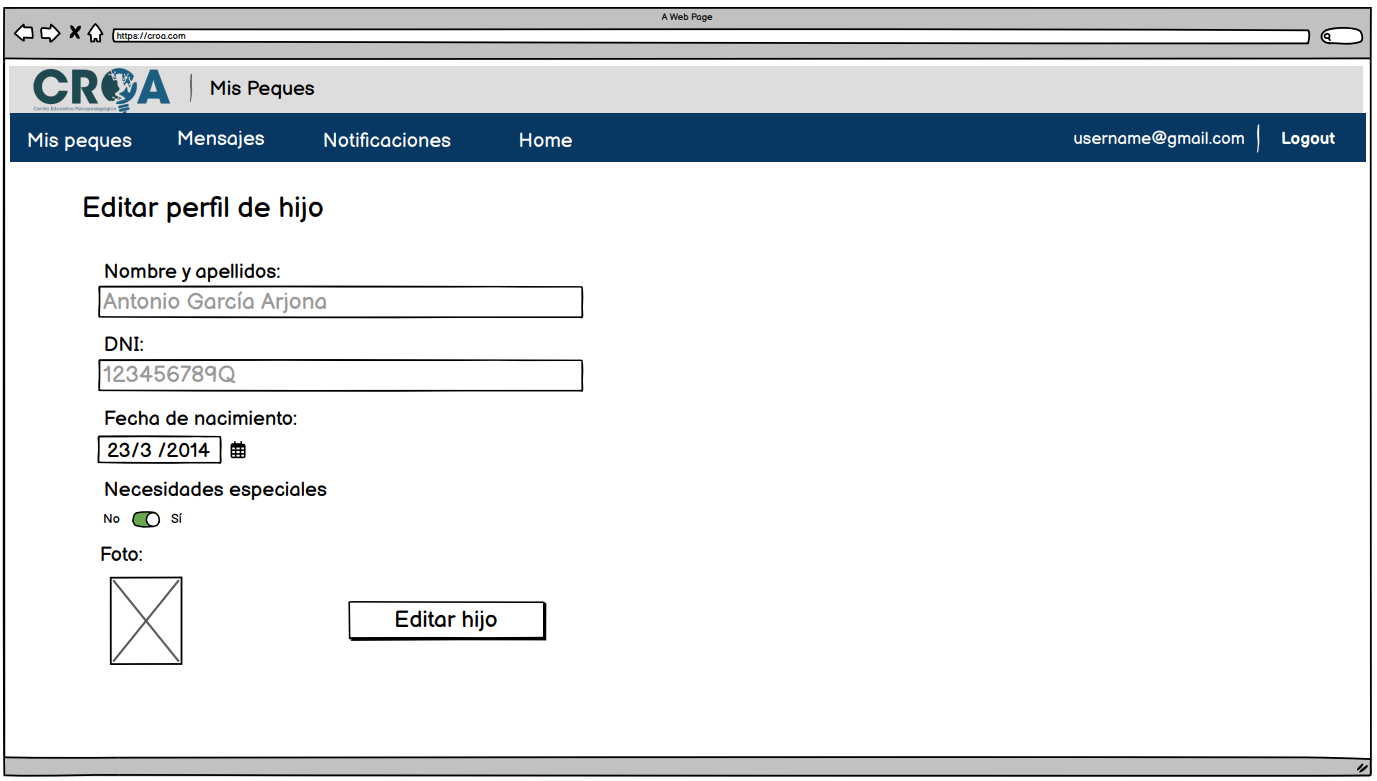 A Web Page
https://croa.com
CROA
Centro Educativo Psicopedagógico
Mis Peques
Mis peques Mensajes Notificaciones Home username@gmail.com Logout
Editar perfil de hijo
Nombre y apellidos:
Antonio García Arjona
DNI:
123456789Q
Fecha de nacimiento:
23/3 /2014
Necesidades especiales
No Sí
Foto:
Editar hijo